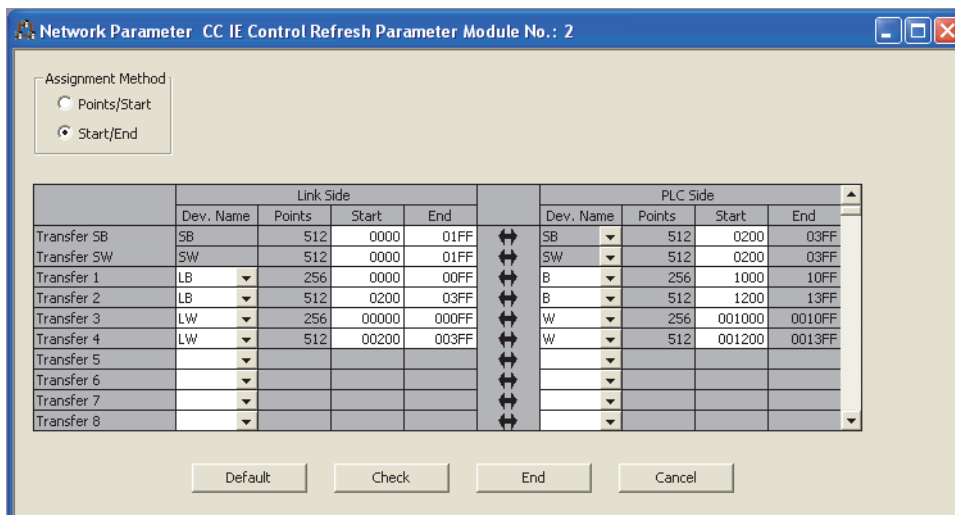 Network Parameter CC IE Control Refresh Parameter Module No.: 2
Assignment Method
Points/Start
Start/End
Link Side PLC Side
Dev. Name Points Start End Dev. Name Points Start End
Transfer SB SB 512 0000 01FF SB 512 0200 03FF
Transfer SW SW 512 0000 01FF SW 512 0200 03FF
Transfer 1 LB 256 0000 00FF B 256 1000 10FF
Transfer 2 LB 512 0200 03FF B 512 1200 13FF
Transfer 3 LW 256 00000 000FF W 256 001000 0010FF
Transfer 4 LW 512 00200 003FF W 512 001200 0013FF
Transfer 5
Transfer 6
Transfer 7
Transfer 8
Default Check End Cancel